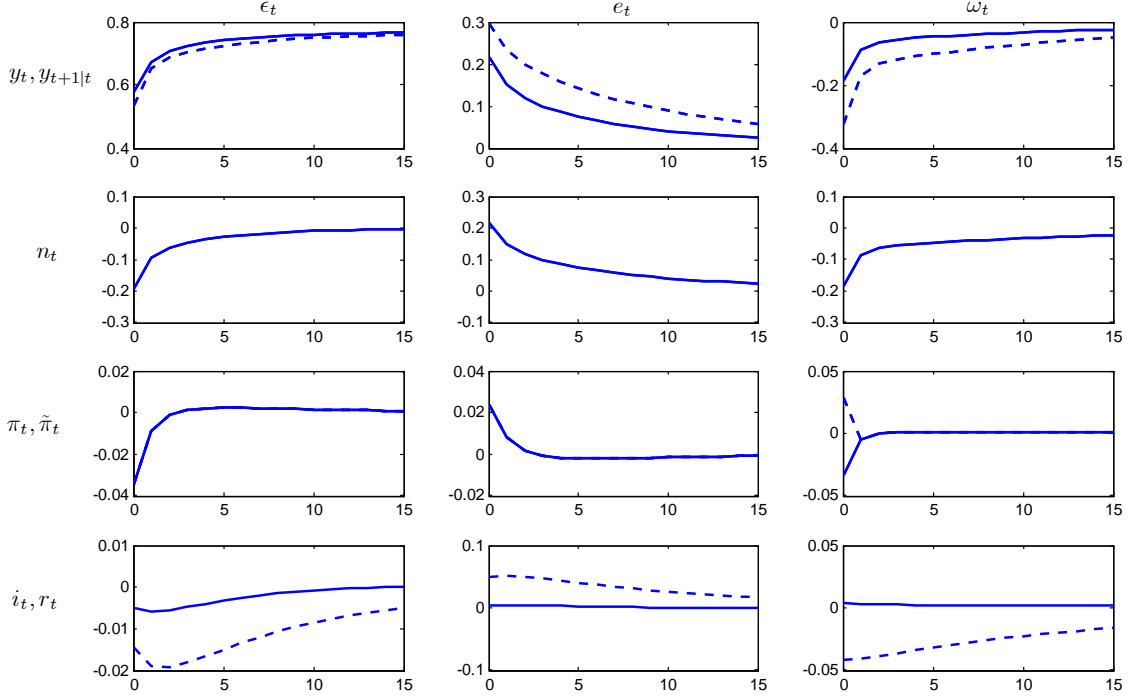 ϵ_t e_t ω_t
y_t, y_{t+1|t}
0.8 0.6 0.4
0 5 10 15
0.3 0.2 0.1 0
0 5 10 15
0 -0.2 -0.4
0 5 10 15
n_t
0.1 0 -0.1 -0.2 -0.3
0 5 10 15
0.3 0.2 0.1 0 -0.1
0 5 10 15
0.1 0 -0.1 -0.2 -0.3
0 5 10 15
π_t, π̃_t
0.02 0 -0.02 -0.04
0 5 10 15
0.04 0.02 0 -0.02
0 5 10 15
0.05 0 -0.05
0 5 10 15
i_t, r_t
0.01 0 -0.01 -0.02
0 5 10 15
0.1 0 -0.1
0 5 10 15
0.05 0 -0.05
0 5 10 15